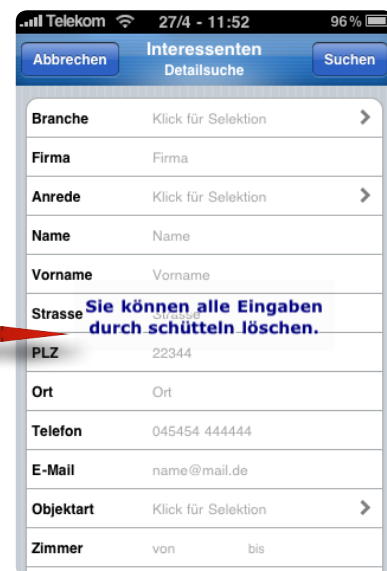 Telekom 27/4 - 11:52 96 %
Interessenten
Abbrechen Detailsuche Suchen
Branche Klick für Selektion
Firma Firma
Anrede Klick für Selektion
Name Name
Vorname Vorname
Sie können alle Eingaben
Strasse Strasse
durch schütteln löschen.
PLZ 22344
Ort Ort
Telefon 045454 444444
E-Mail name@mail.de
Objektart Klick für Selektion
Zimmer von bis